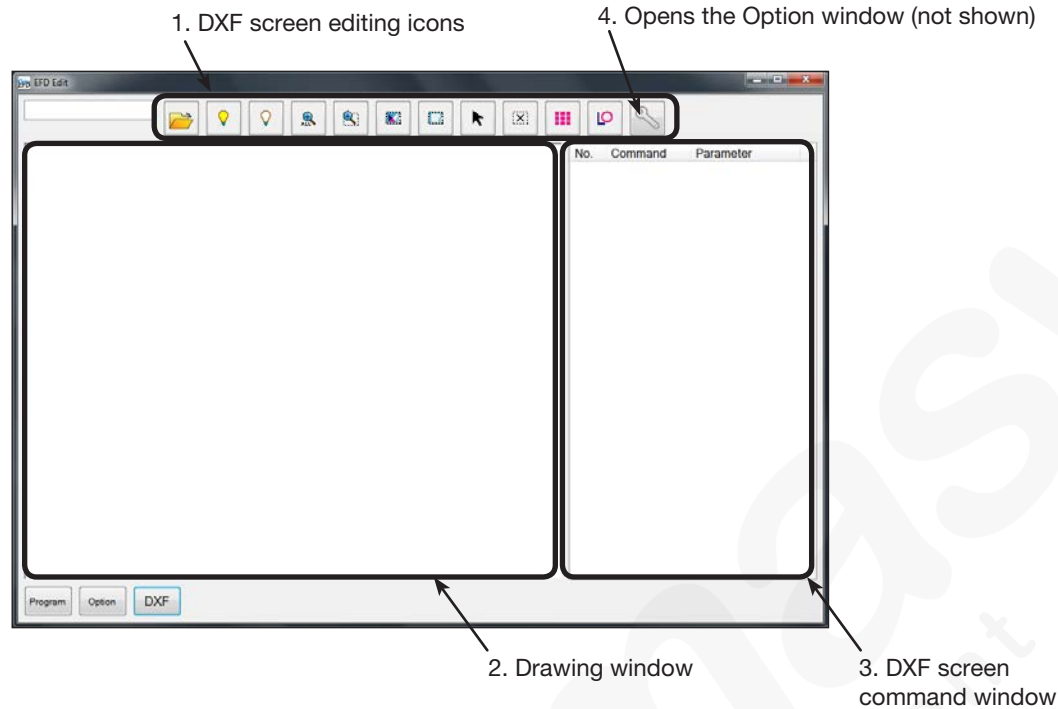 1. DXF screen editing icons
4. Opens the Option window (not shown)
EFD Edit
No. Command Parameter
Program Option DXF
2. Drawing window
3. DXF screen
command window